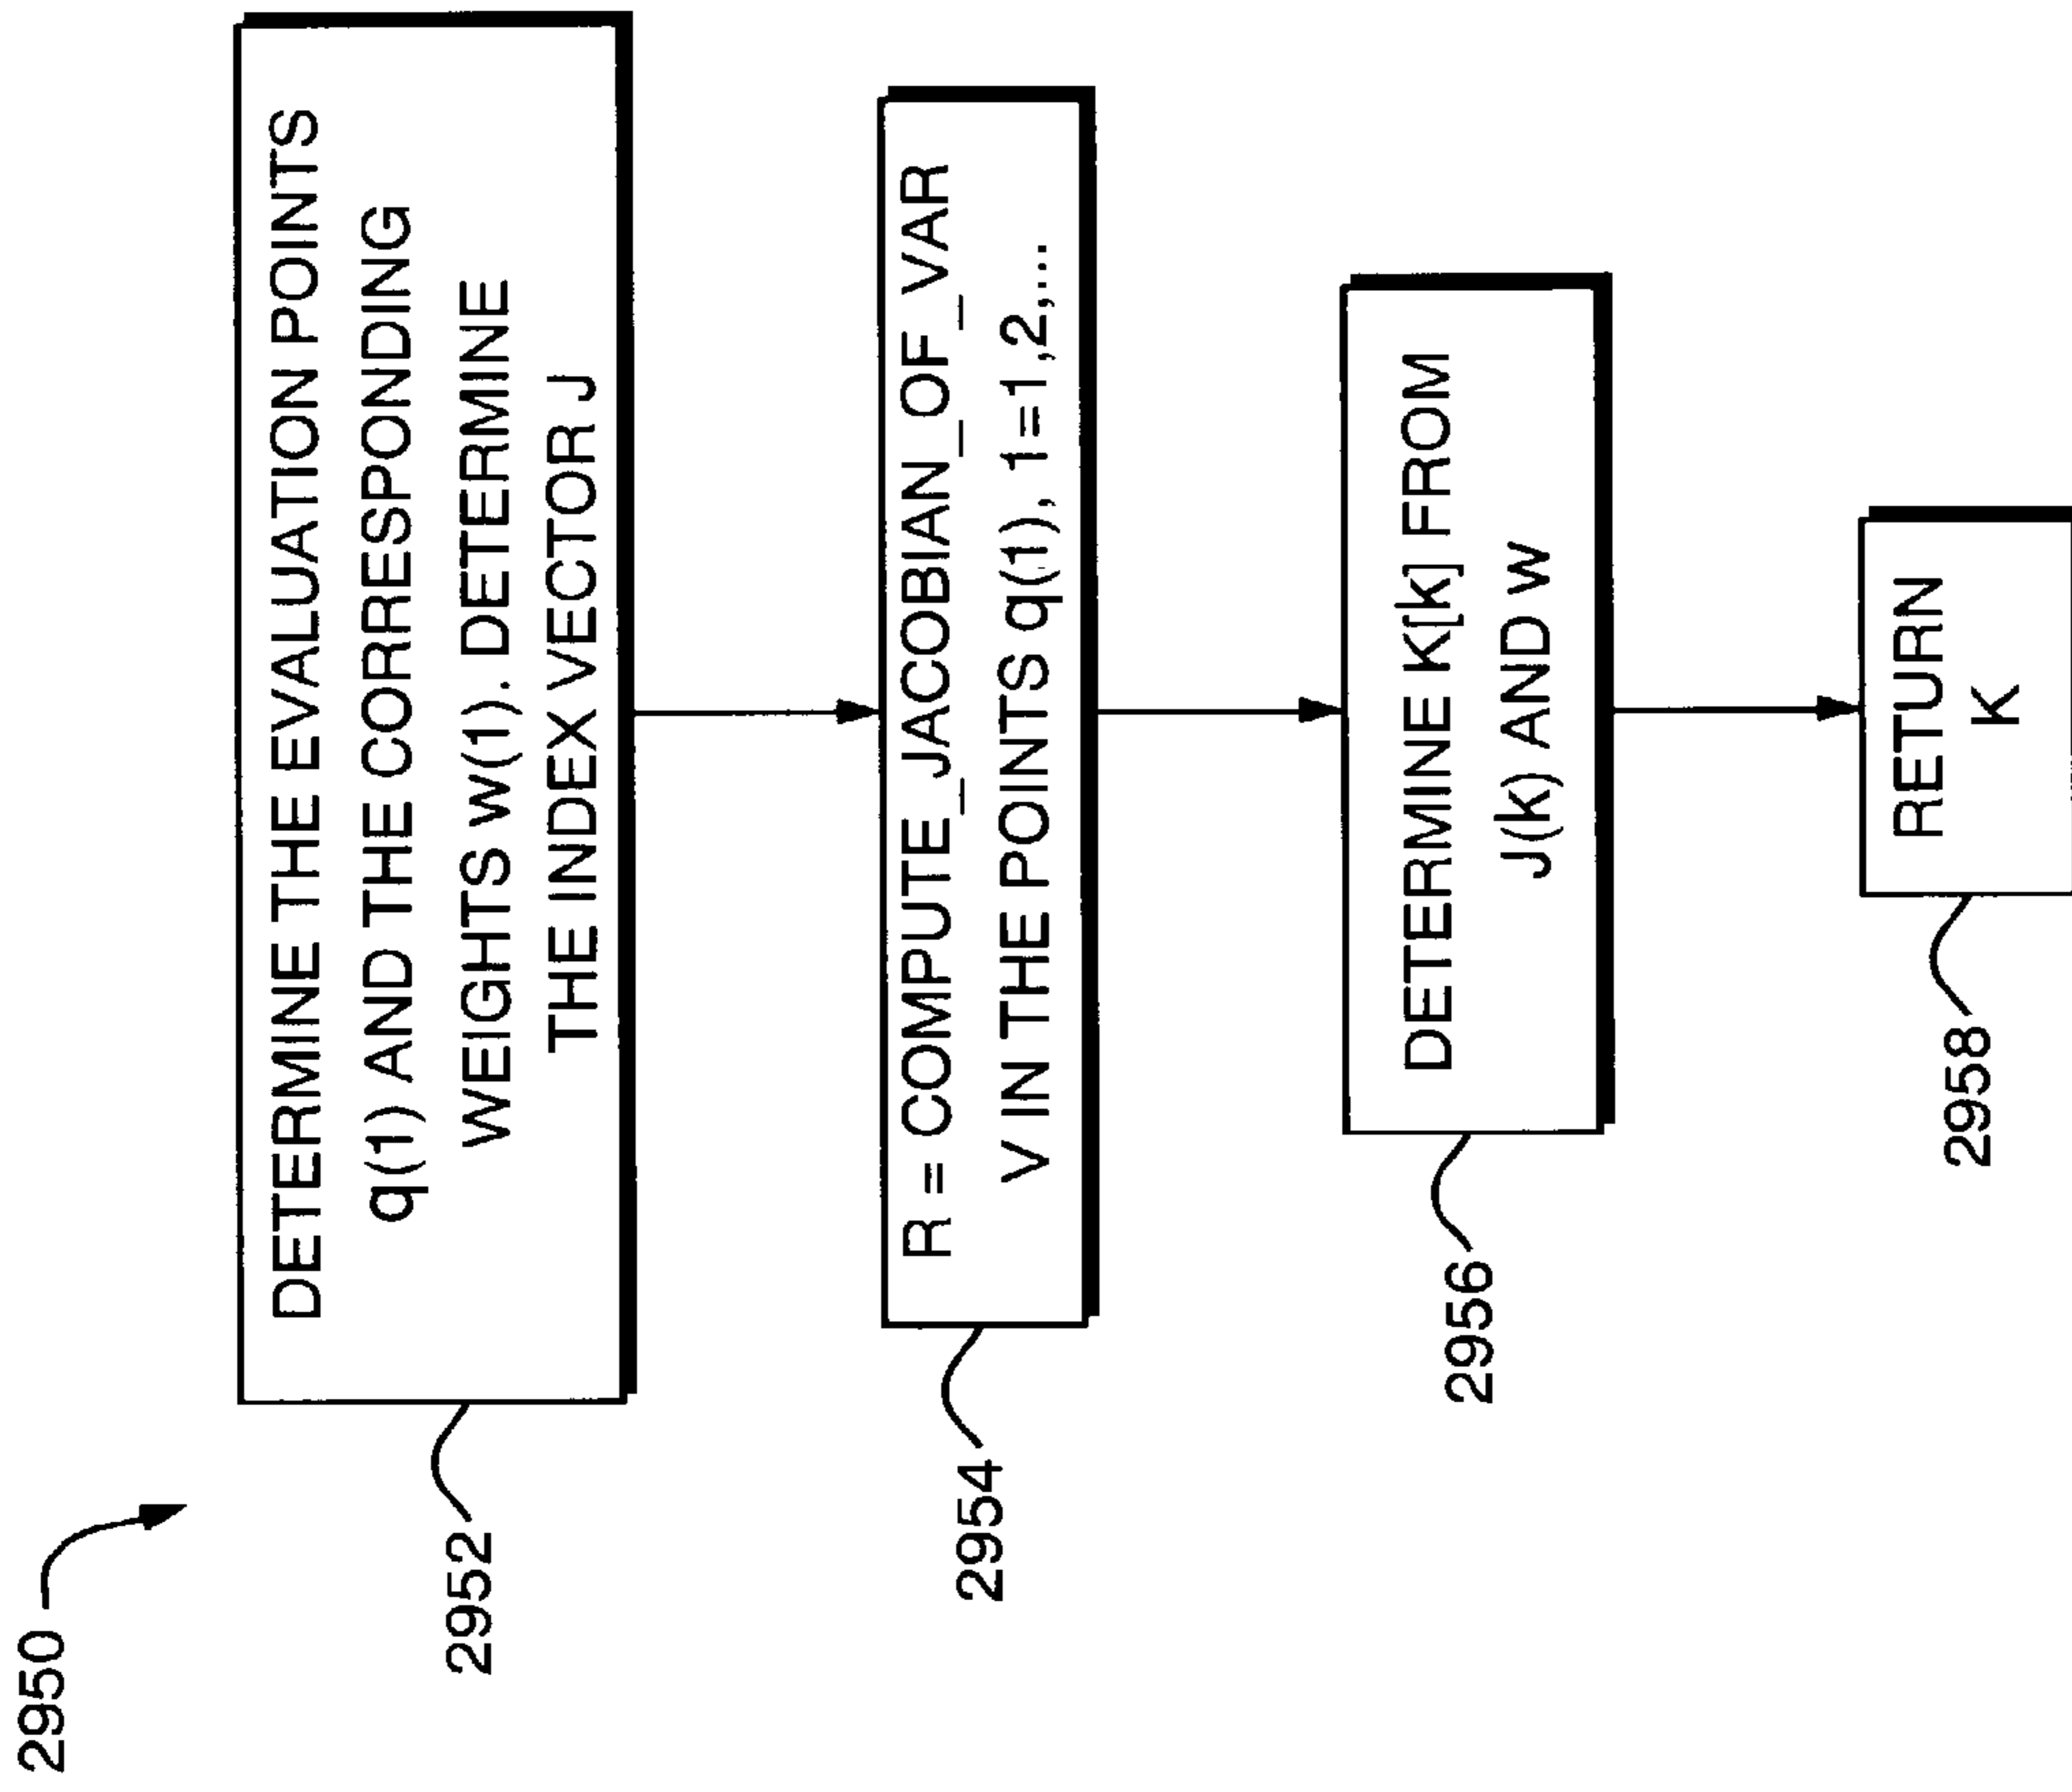 2950
DETERMINE THE EVALUATION POINTS
q(1) AND THE CORRESPONDING
WEIGHTS w(1). DETERMINE
THE INDEX VECTOR J
2952
R = COMPUTE_JACOBIAN_OF_VAR
V IN THE POINTS q(1), 1=1,2,...
2954
DETERMINE K[k] FROM
J(k) AND W
2956
RETURN
K
2958